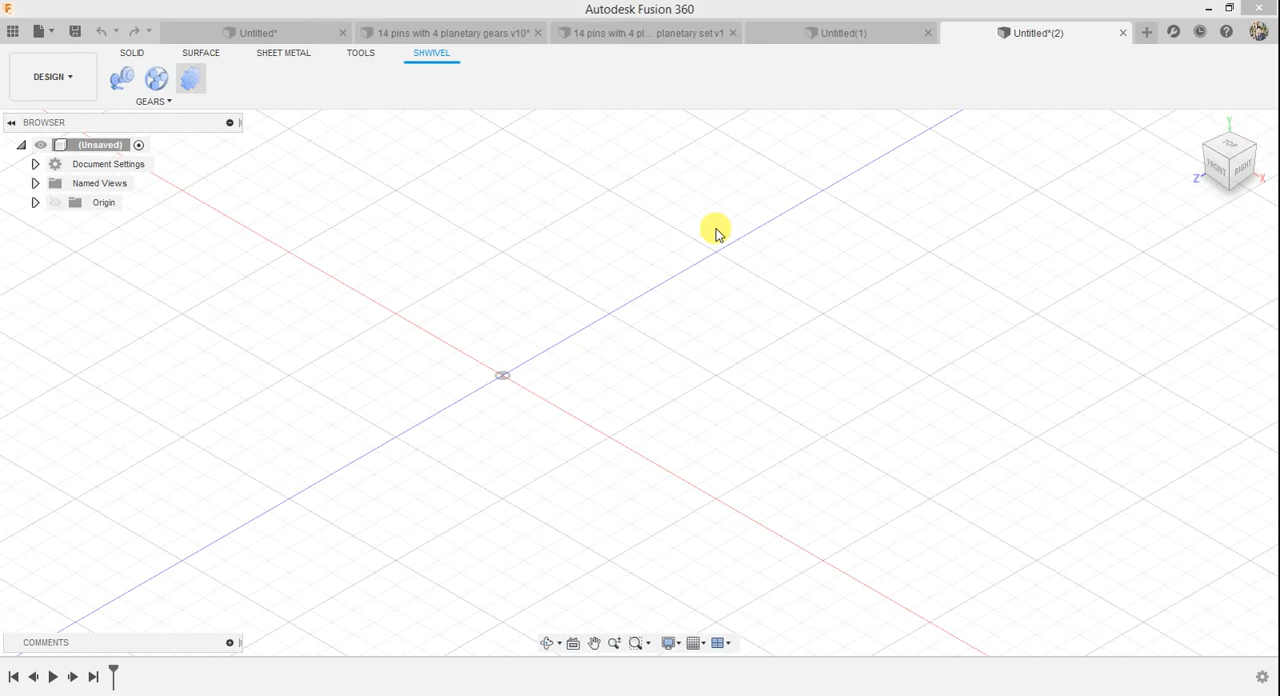 Autodesk Fusion 360
Untitled*
14 pins with 4 planetary gears v10*
14 pins with 4 pl... planetary set v1
Untitled(1)
Untitled*(2)
SOLID
SURFACE
SHEET METAL
TOOLS
SHWIVEL
DESIGN
GEARS
BROWSER
(Unsaved)
Document Settings
Named Views
Origin
Y
TOP
FRONT
RIGHT
Z
X
COMMENTS